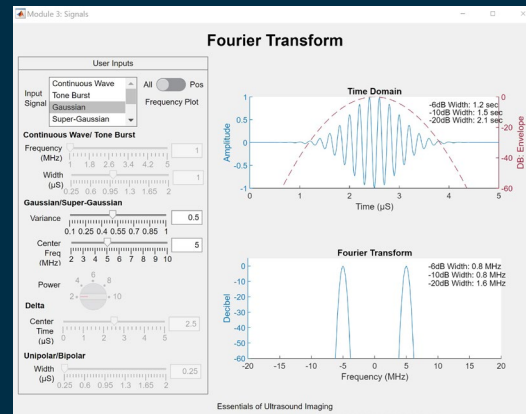 Module 3: Signals
Fourier Transform
User Inputs
Input Signal
Continuous Wave
Tone Burst
Gaussian
Super-Gaussian
All Pos
Frequency Plot
Continuous Wave/ Tone Burst
Frequency (MHz)
1 1.8 2.6 3.4 4.2 5
1
Width (µS)
0.25 0.6 0.95 1.3 1.65 2
1
Gaussian/Super-Gaussian
Variance
0.1 0.25 0.4 0.55 0.7 0.85 1
0.5
Center Freq (MHz)
2 3 4 5 6 7 8 9 10
5
Power
2 4 6 8 10
Delta
Center Time (µS)
0 1 2 3 4 5
2.5
Unipolar/Bipolar
Width (µS)
0.25 0.6 0.95 1.3 1.65 2
0.25
Time Domain
-6dB Width: 1.2 sec
-10dB Width: 1.5 sec
-20dB Width: 2.1 sec
Amplitude
1
0.5
0
-0.5
-1
DB: Envelope
0
-20
-40
-60
0 1 2 3 4 5
Time (µS)
Fourier Transform
-6dB Width: 0.8 MHz
-10dB Width: 0.8 MHz
-20dB Width: 1.6 MHz
Decibel
0
-10
-20
-30
-40
-50
-60
-20 -15 -10 -5 0 5 10 15 20
Frequency (MHz)
Essentials of Ultrasound Imaging